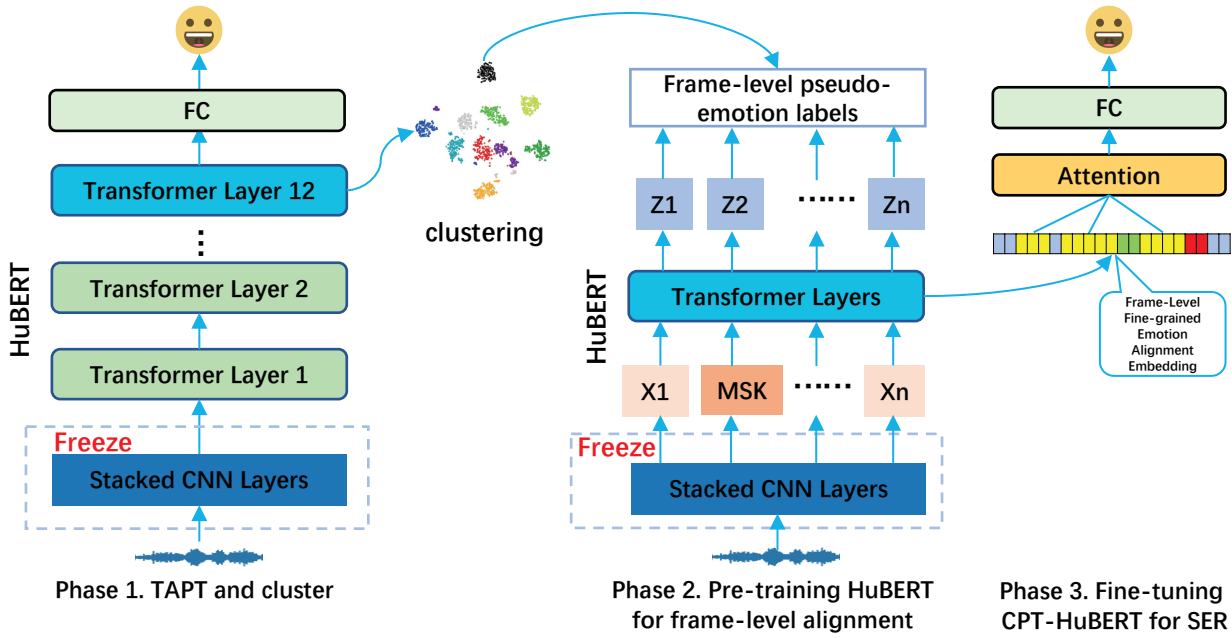 FC
Transformer Layer 12
⋮
Transformer Layer 2
Transformer Layer 1
HuBERT
Freeze
Stacked CNN Layers
Phase 1. TAPT and cluster
clustering
Frame-level pseudo-
emotion labels
Z1 Z2 ...... Zn
Transformer Layers
HuBERT
X1 MSK ...... Xn
Freeze
Stacked CNN Layers
Phase 2. Pre-training HuBERT
for frame-level alignment
FC
Attention
Frame-Level
Fine-grained
Emotion
Alignment
Embedding
Phase 3. Fine-tuning
CPT-HuBERT for SER